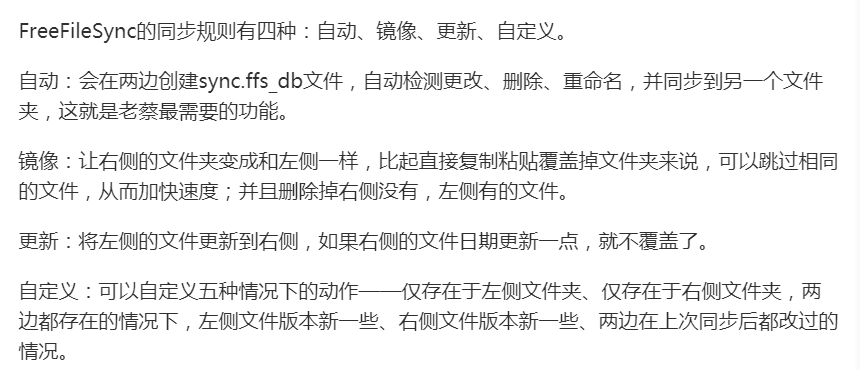 FreeFileSync的同步规则有四种：自动、镜像、更新、自定义。
自动：会在两边创建sync.ffs_db文件，自动检测更改、删除、重命名，并同步到另一个文件
夹，这就是老蔡最需要的功能。
镜像：让右侧的文件夹变成和左侧一样，比起直接复制粘贴覆盖掉文件夹来说，可以跳过相同
的文件，从而加快速度；并且删除掉右侧没有，左侧有的文件。
更新：将左侧的文件更新到右侧，如果右侧的文件日期更新一点，就不覆盖了。
自定义：可以自定义五种情况下的动作——仅存在于左侧文件夹、仅存在于右侧文件夹，两
边都存在的情况下，左侧文件版本新一些、右侧文件版本新一些、两边在上次同步后都改过的
情况。